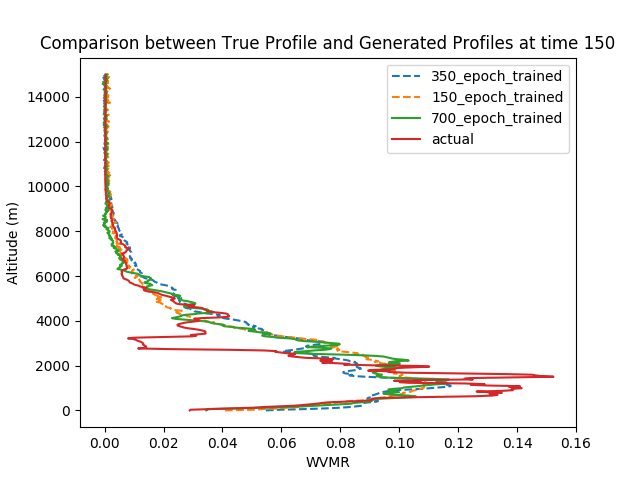 Comparison between True Profile and Generated Profiles at time 150
350_epoch_trained
150_epoch_trained
700_epoch_trained
actual
14000
12000
10000
8000
6000
4000
2000
0
Altitude (m)
0.00 0.02 0.04 0.06 0.08 0.10 0.12 0.14 0.16
WVMR